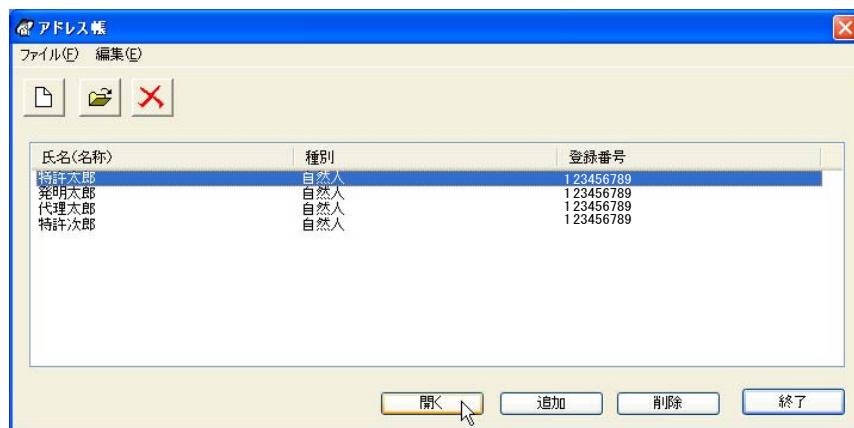 アドレス帳
ファイル(F) 編集(E)
氏名(名称) 種別 登録番号
特許太郎 自然人 123456789
発明太郎 自然人 123456789
代理太郎 自然人 123456789
特許次郎 自然人 123456789
開く 追加 削除 終了